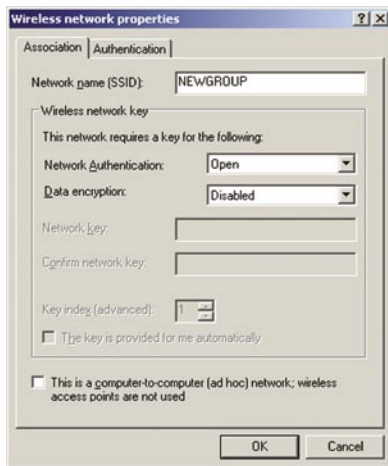 Wireless network properties
Association
Authentication
Network name (SSID):
NEWGROUP
Wireless network key
This network requires a key for the following:
Network Authentication:
Open
Data encryption:
Disabled
Network key:
Confirm network key:
Key index (advanced):
1
The key is provided for me automatically
This is a computer-to-computer (ad hoc) network; wireless
access points are not used
OK
Cancel